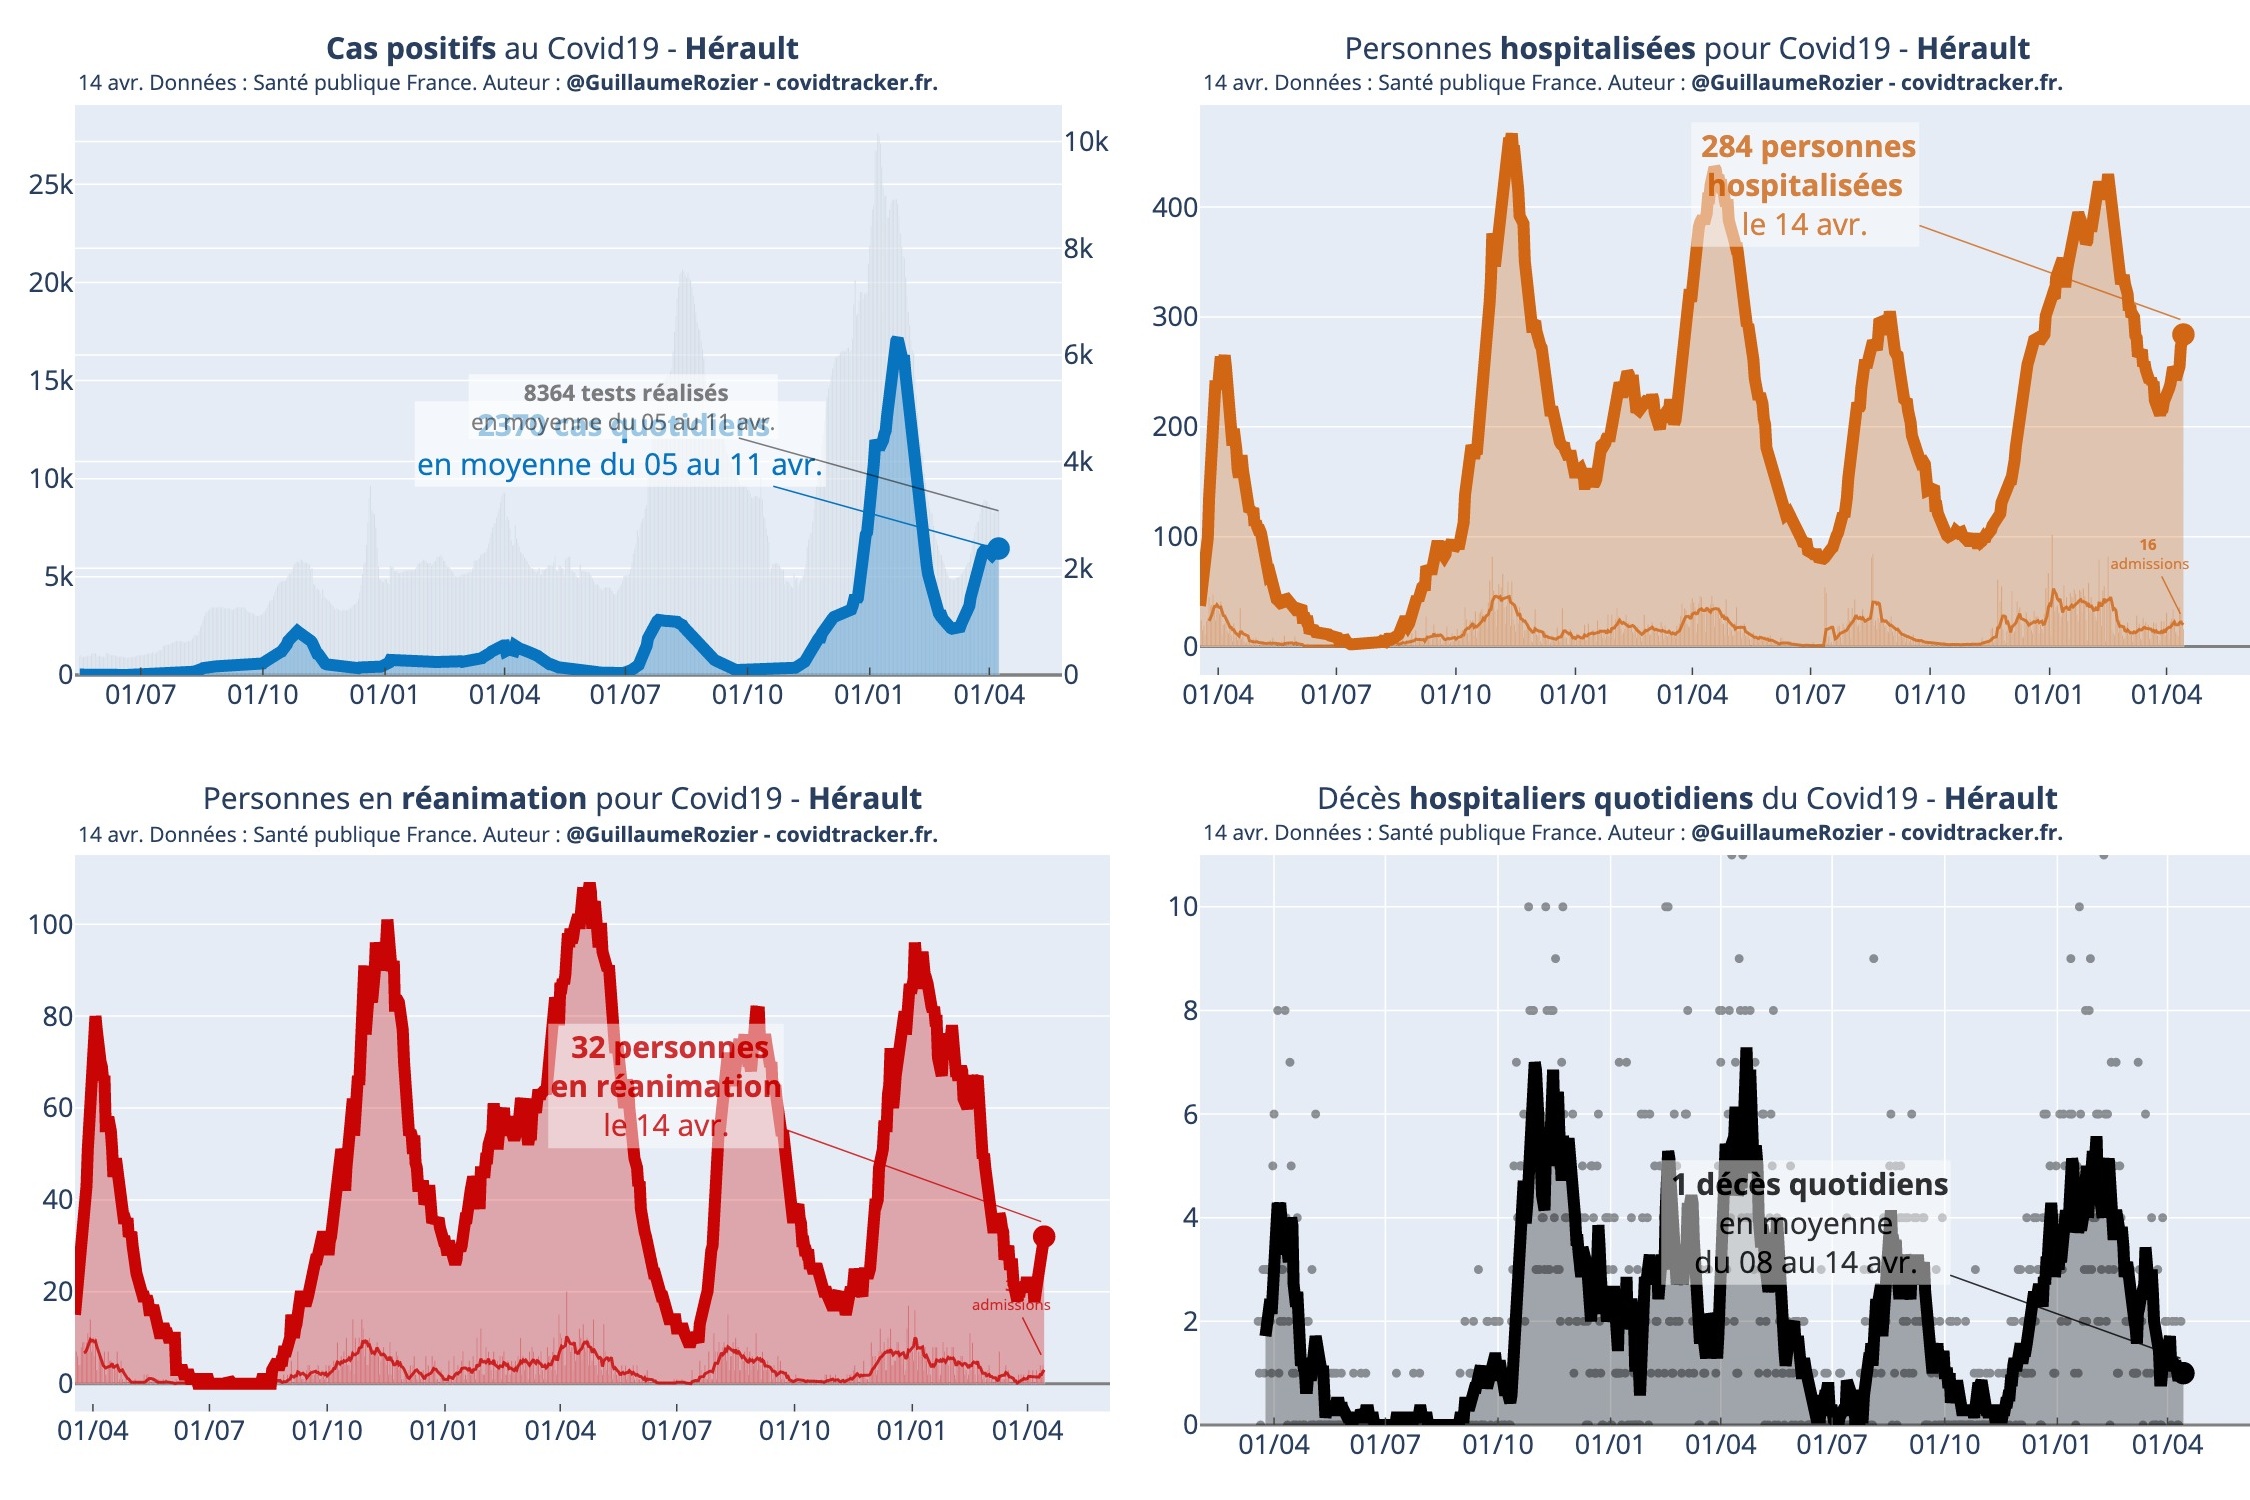 Cas positifs au Covid19 - Hérault
14 avr. Données : Santé publique France. Auteur : @GuillaumeRozier - covidtracker.fr.
25k
20k
15k
10k
5k
0
10k
8k
6k
4k
2k
0
8364 tests réalisés
en moyenne du 05 au 11 avr.
2370 cas quotidiens
en moyenne du 05 au 11 avr.
01/07 01/10 01/01 01/04 01/07 01/10 01/01 01/04
Personnes hospitalisées pour Covid19 - Hérault
14 avr. Données : Santé publique France. Auteur : @GuillaumeRozier - covidtracker.fr.
400
300
200
100
0
284 personnes
hospitalisées
le 14 avr.
16
admissions
01/04 01/07 01/10 01/01 01/04 01/07 01/10 01/01 01/04
Personnes en réanimation pour Covid19 - Hérault
14 avr. Données : Santé publique France. Auteur : @GuillaumeRozier - covidtracker.fr.
100
80
60
40
20
0
32 personnes
en réanimation
le 14 avr.
admissions
01/04 01/07 01/10 01/01 01/04 01/07 01/10 01/01 01/04
Décès hospitaliers quotidiens du Covid19 - Hérault
14 avr. Données : Santé publique France. Auteur : @GuillaumeRozier - covidtracker.fr.
10
8
6
4
2
0
1 décès quotidiens
en moyenne
du 08 au 14 avr.
01/04 01/07 01/10 01/01 01/04 01/07 01/10 01/01 01/04